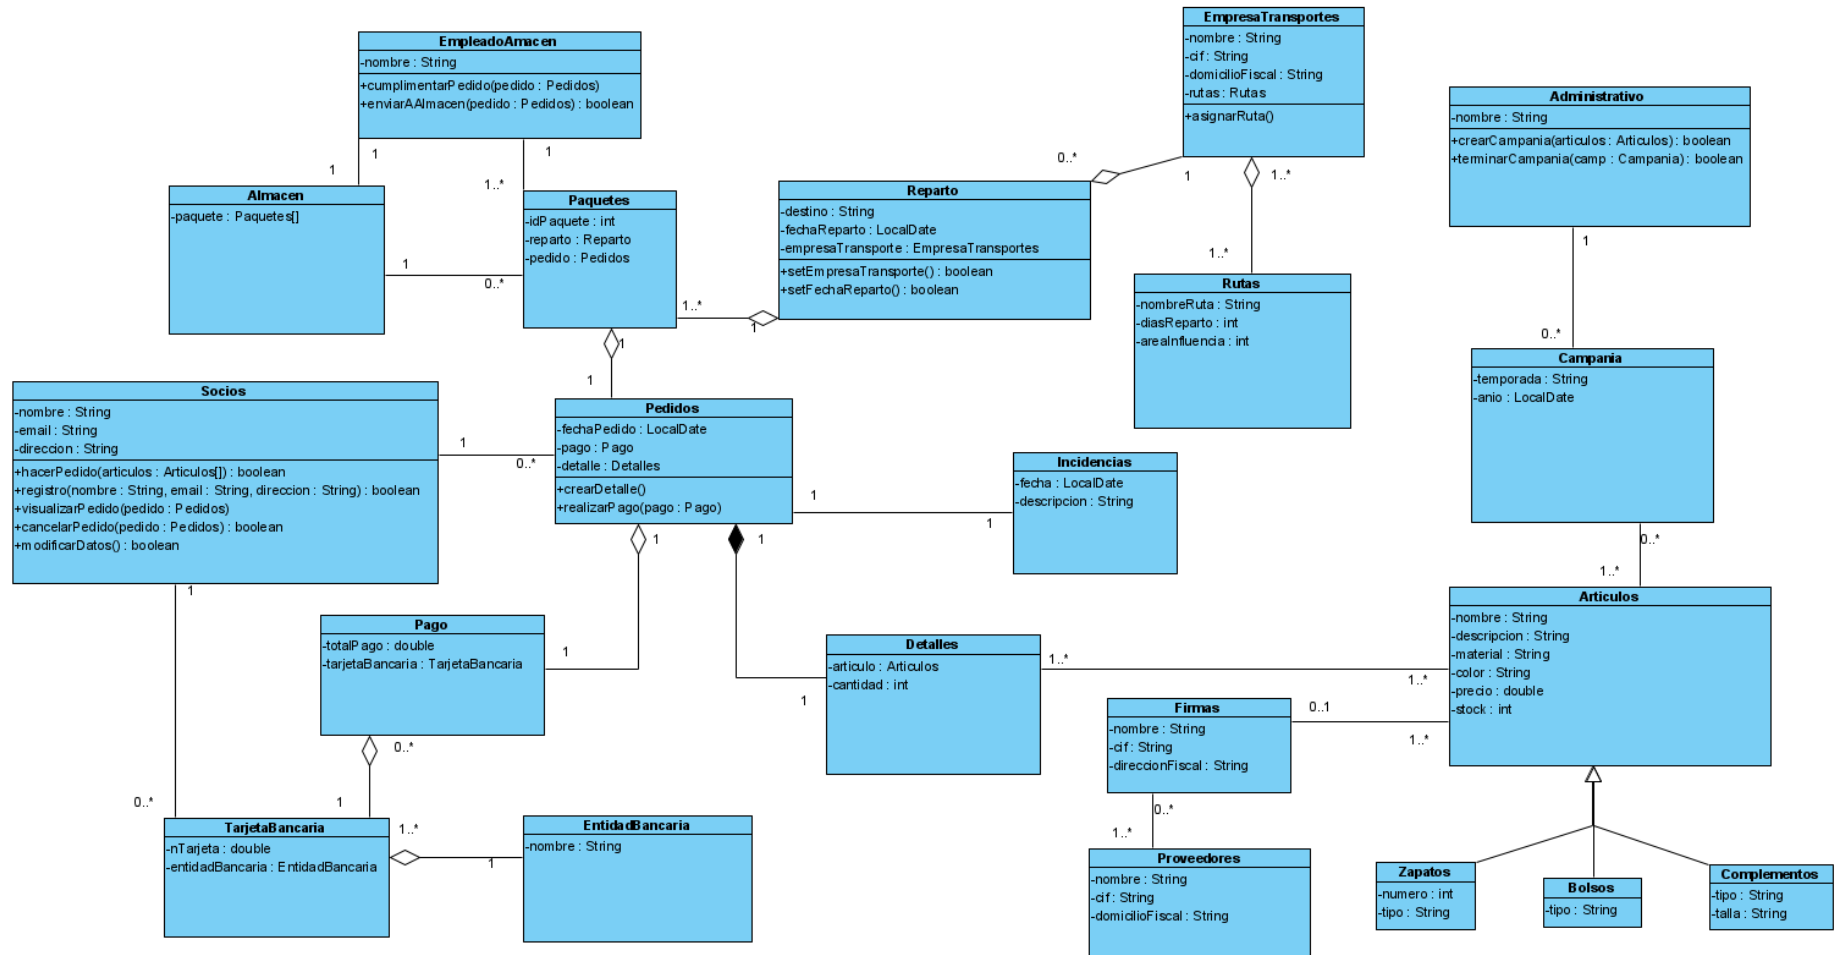 EmpresaTransportes
-nombre : String
-cif : String
-domicilioFiscal : String
-rutas : Rutas
+asignarRuta()
EmpleadoAmacen
-nombre : String
+cumplimentarPedido(pedido : Pedidos)
+enviarAAlmacen(pedido : Pedidos) : boolean
Administrativo
-nombre : String
+crearCampania(articulos : Articulos) : boolean
+terminarCampania(camp : Campania) : boolean
1
1
1
1..*
0..*
1
1..*
Almacen
-paquete : Paquetes[]
Paquetes
-idPaquete : int
-reparto : Reparto
-pedido : Pedidos
Reparto
-destino : String
-fechaReparto : LocalDate
-empresaTransporte : EmpresaTransportes
+setEmpresaTransporte() : boolean
+setFechaReparto() : boolean
1
0..*
1..*
1
1..*
Rutas
-nombreRuta : String
-diasReparto : int
-areaInfluencia : int
1
0..*
Campania
-temporada : String
-anio : LocalDate
1
1
Socios
-nombre : String
-email : String
-direccion : String
+hacerPedido(articulos : Articulos[]) : boolean
+registro(nombre : String, email : String, direccion : String) : boolean
+visualizarPedido(pedido : Pedidos)
+cancelarPedido(pedido : Pedidos) : boolean
+modificarDatos() : boolean
1
0..*
Pedidos
-fechaPedido : LocalDate
-pago : Pago
-detalle : Detalles
+crearDetalle()
+realizarPago(pago : Pago)
1
1
Incidencias
-fecha : LocalDate
-descripcion : String
1
1
0..*
1..*
1
Pago
-totalPago : double
-tarjetaBancaria : TarjetaBancaria
1
Detalles
-articulo : Articulos
-cantidad : int
1
1..*
1..*
Articulos
-nombre : String
-descripcion : String
-material : String
-color : String
-precio : double
-stock : int
Firmas
-nombre : String
-cif : String
-direccionFiscal : String
0..1
1..*
0..*
1
0..*
0..*
1..*
TarjetaBancaria
-nTarjeta : double
-entidadBancaria : EntidadBancaria
1..*
1
EntidadBancaria
-nombre : String
Proveedores
-nombre : String
-cif : String
-domicilioFiscal : String
Zapatos
-numero : int
-tipo : String
Bolsos
-tipo : String
Complementos
-tipo : String
-talla : String